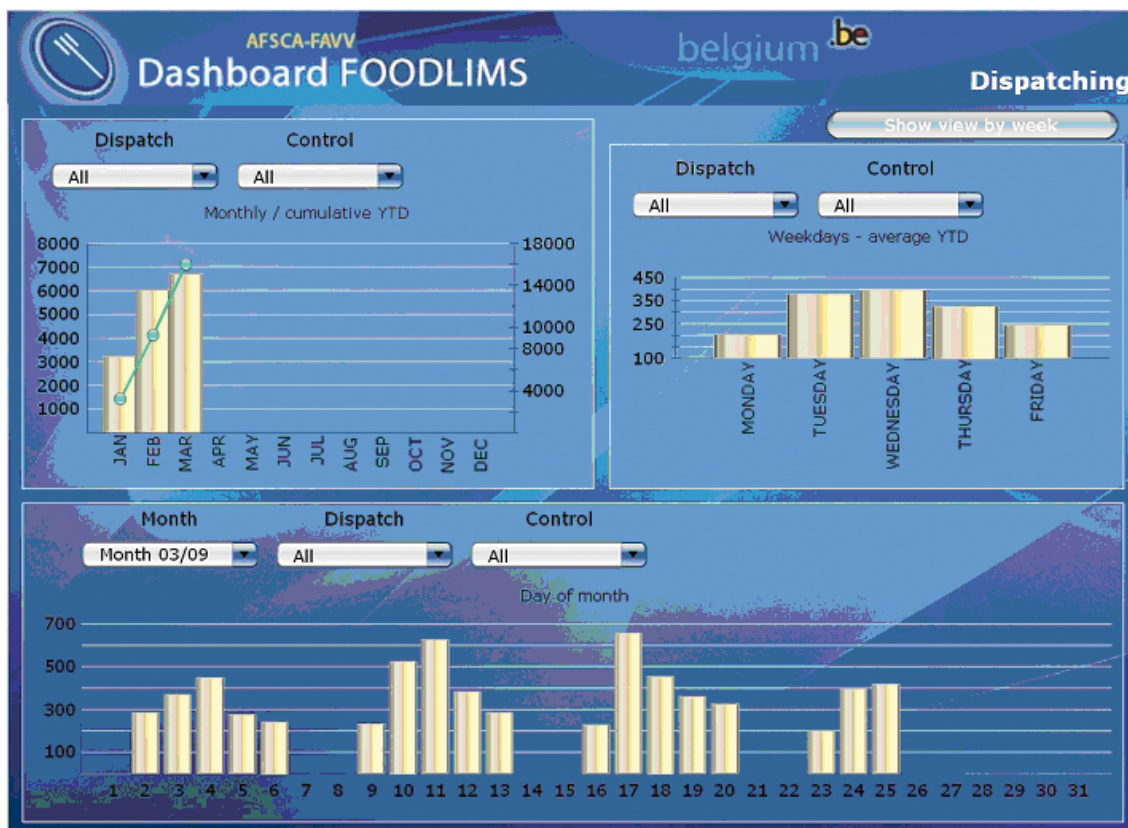 AFSCA-FAVV
Dashboard FOODLIMS
belgium .be
Dispatching
Show view by week
Dispatch Control
All All
Monthly / cumulative YTD
8000
7000
6000
5000
4000
3000
2000
1000
18000
14000
10000
8000
4000
JAN FEB MAR APR MAY JUN JUL AUG SEP OCT NOV DEC
Dispatch Control
All All
Weekdays - average YTD
450
350
250
100
MONDAY TUESDAY WEDNESDAY THURSDAY FRIDAY
Month Dispatch Control
Month 03/09 All All
Day of month
700
500
300
100
1 2 3 4 5 6 7 8 9 10 11 12 13 14 15 16 17 18 19 20 21 22 23 24 25 26 27 28 29 30 31